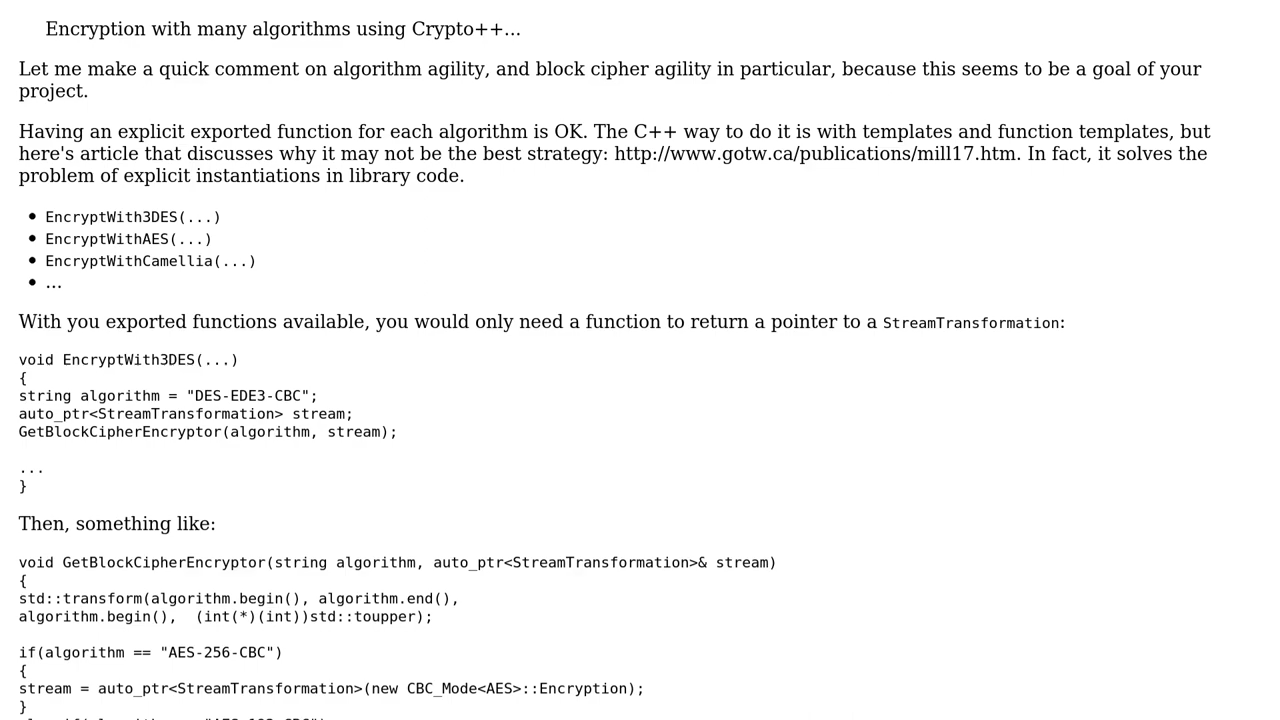 Encryption with many algorithms using Crypto++...
Let me make a quick comment on algorithm agility, and block cipher agility in particular, because this seems to be a goal of your
project.
Having an explicit exported function for each algorithm is OK. The C++ way to do it is with templates and function templates, but
here's article that discusses why it may not be the best strategy: http://www.gotw.ca/publications/mill17.htm. In fact, it solves the
problem of explicit instantiations in library code.
• EncryptWith3DES(...)
• EncryptWithAES(...)
• EncryptWithCamellia(...)
• ...
With you exported functions available, you would only need a function to return a pointer to a StreamTransformation:
void EncryptWith3DES(...)
{
string algorithm = "DES-EDE3-CBC";
auto_ptr<StreamTransformation> stream;
GetBlockCipherEncryptor(algorithm, stream);
...
}
Then, something like:
void GetBlockCipherEncryptor(string algorithm, auto_ptr<StreamTransformation>& stream)
{
std::transform(algorithm.begin(), algorithm.end(),
algorithm.begin(),  (int(*)(int))std::toupper);
if(algorithm == "AES-256-CBC")
{
stream = auto_ptr<StreamTransformation>(new CBC_Mode<AES>::Encryption);
}